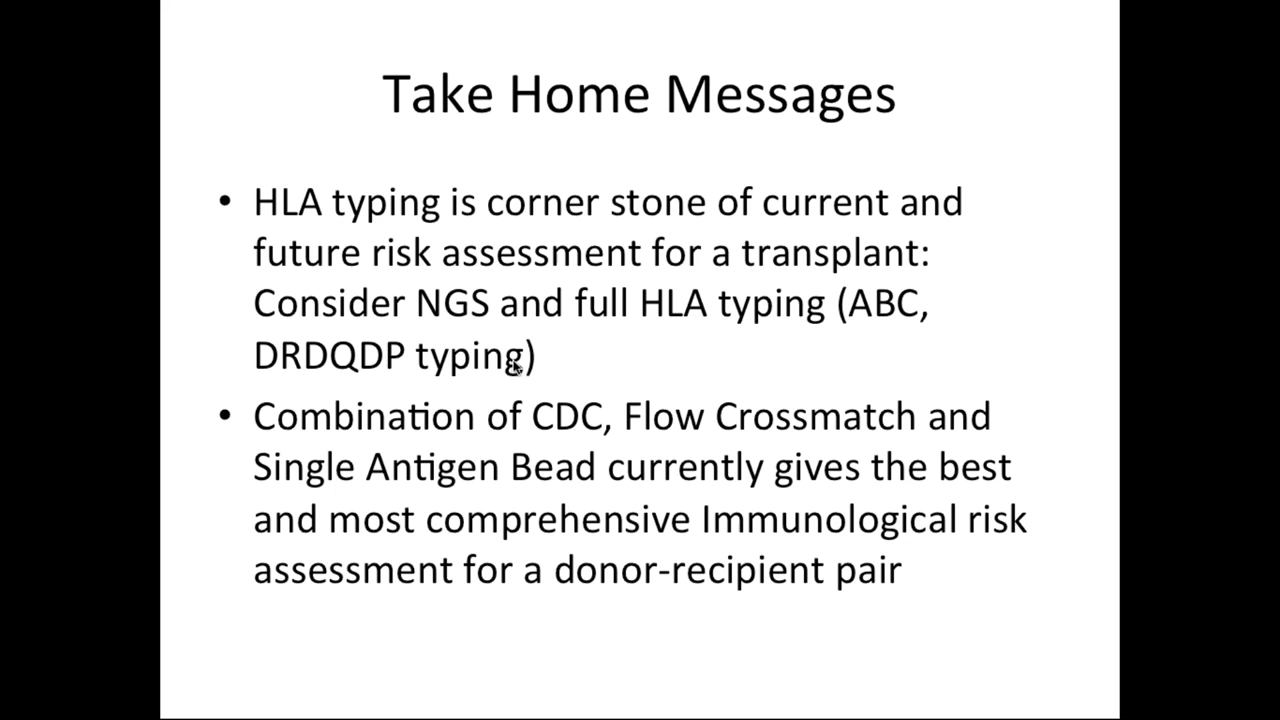 Take Home Messages
• HLA typing is corner stone of current and
future risk assessment for a transplant:
Consider NGS and full HLA typing (ABC,
DRDQDP typing)
• Combination of CDC, Flow Crossmatch and
Single Antigen Bead currently gives the best
and most comprehensive Immunological risk
assessment for a donor-recipient pair